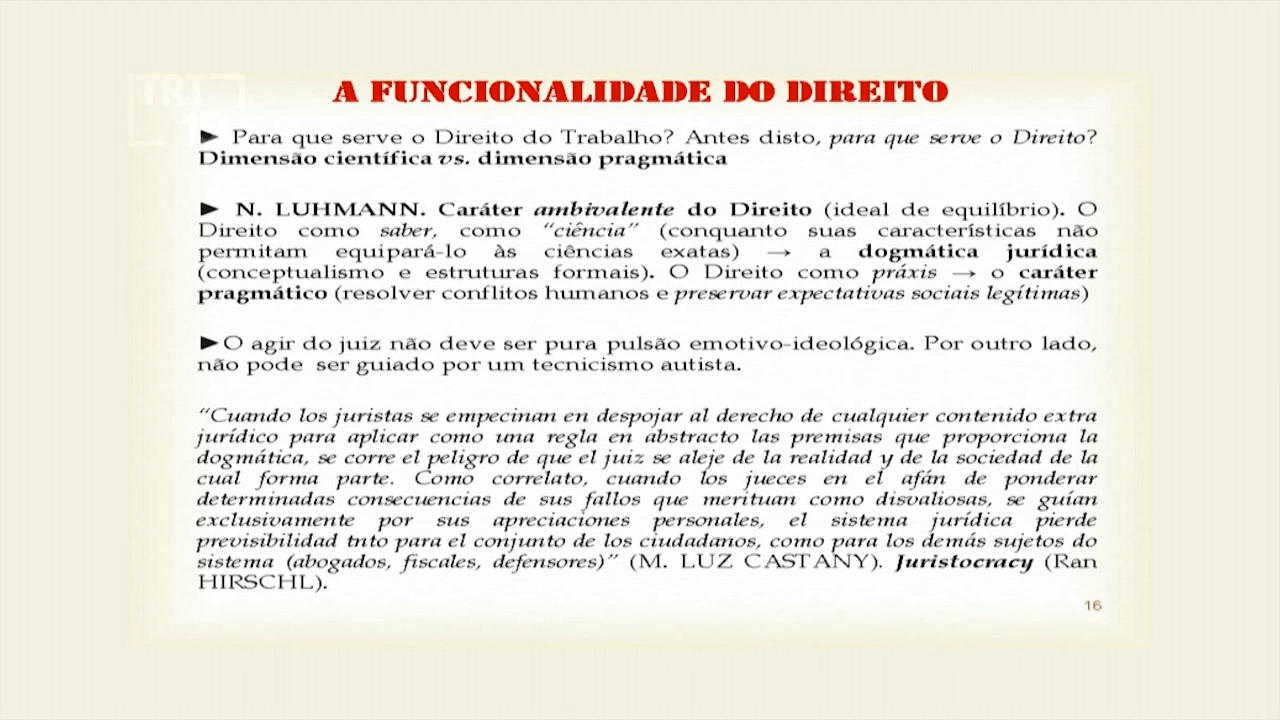 TRT
A FUNCIONALIDADE DO DIREITO
► Para que serve o Direito do Trabalho? Antes disto, para que serve o Direito?
Dimensão científica vs. dimensão pragmática
► N. LUHMANN. Caráter ambivalente do Direito (ideal de equilíbrio). O
Direito como saber, como “ciência” (conquanto suas características não
permitam equipará-lo às ciências exatas) → a dogmática jurídica
(conceptualismo e estruturas formais). O Direito como práxis → o caráter
pragmático (resolver conflitos humanos e preservar expectativas sociais legítimas)
►O agir do juiz não deve ser pura pulsão emotivo-ideológica. Por outro lado,
não pode ser guiado por um tecnicismo autista.
“Cuando los juristas se empecinan en despojar al derecho de cualquier contenido extra
jurídico para aplicar como una regla en abstracto las premisas que proporciona la
dogmática, se corre el peligro de que el juiz se aleje de la realidad y de la sociedad de la
cual forma parte. Como correlato, cuando los jueces en el afán de ponderar
determinadas consecuencias de sus fallos que merituan como disvaliosas, se guían
exclusivamente por sus apreciaciones personales, el sistema jurídica pierde
previsibilidad tnto para el conjunto de los ciudadanos, como para los demás sujetos do
sistema (abogados, fiscales, defensores)” (M. LUZ CASTANY). Juristocracy (Ran
HIRSCHL).
16